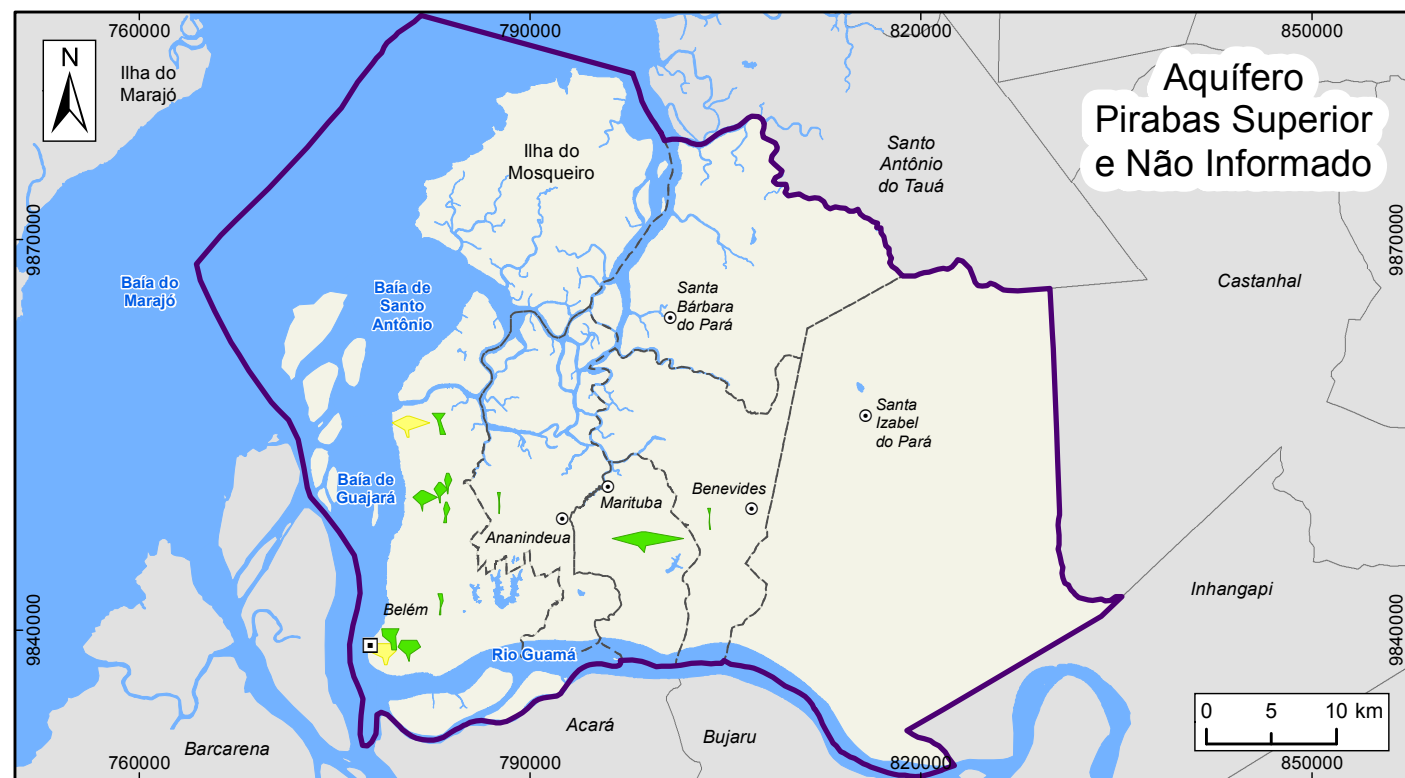 760000
790000
820000
850000
N
Ilha do
Marajó
Aquífero
Pirabas Superior
e Não Informado
Ilha do
Mosqueiro
Santo
Antônio
do Tauá
9870000
9870000
Baía do
Marajó
Baía de
Santo
Antônio
Santa
Bárbara
do Pará
Castanhal
Santa
Izabel
do Pará
Baía de
Guajará
Marituba
Benevides
Ananindeua
Inhangapi
Belém
9840000
9840000
Rio Guamá
Acará
Bujaru
Barcarena
0 5 10 km
760000
790000
820000
850000